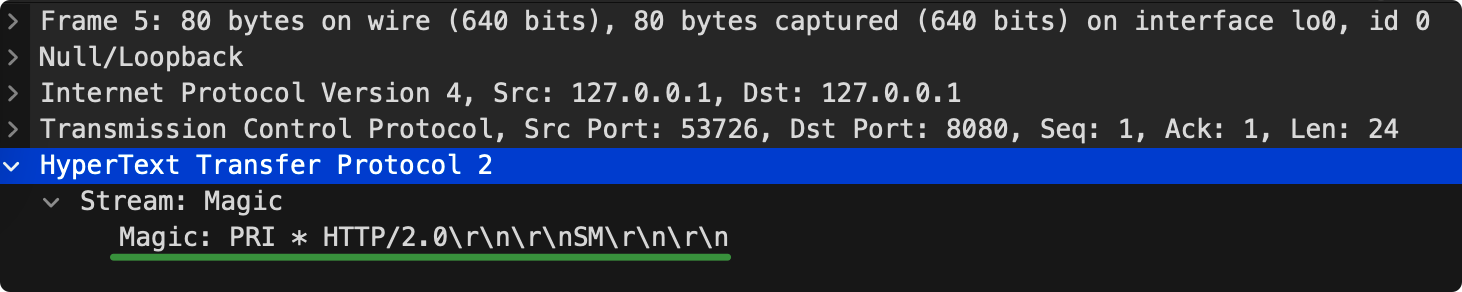 Frame 5: 80 bytes on wire (640 bits), 80 bytes captured (640 bits) on interface lo0, id 0
Null/Loopback
Internet Protocol Version 4, Src: 127.0.0.1, Dst: 127.0.0.1
Transmission Control Protocol, Src Port: 53726, Dst Port: 8080, Seq: 1, Ack: 1, Len: 24
HyperText Transfer Protocol 2
Stream: Magic
Magic: PRI * HTTP/2.0\r\n\r\nSM\r\n\r\n